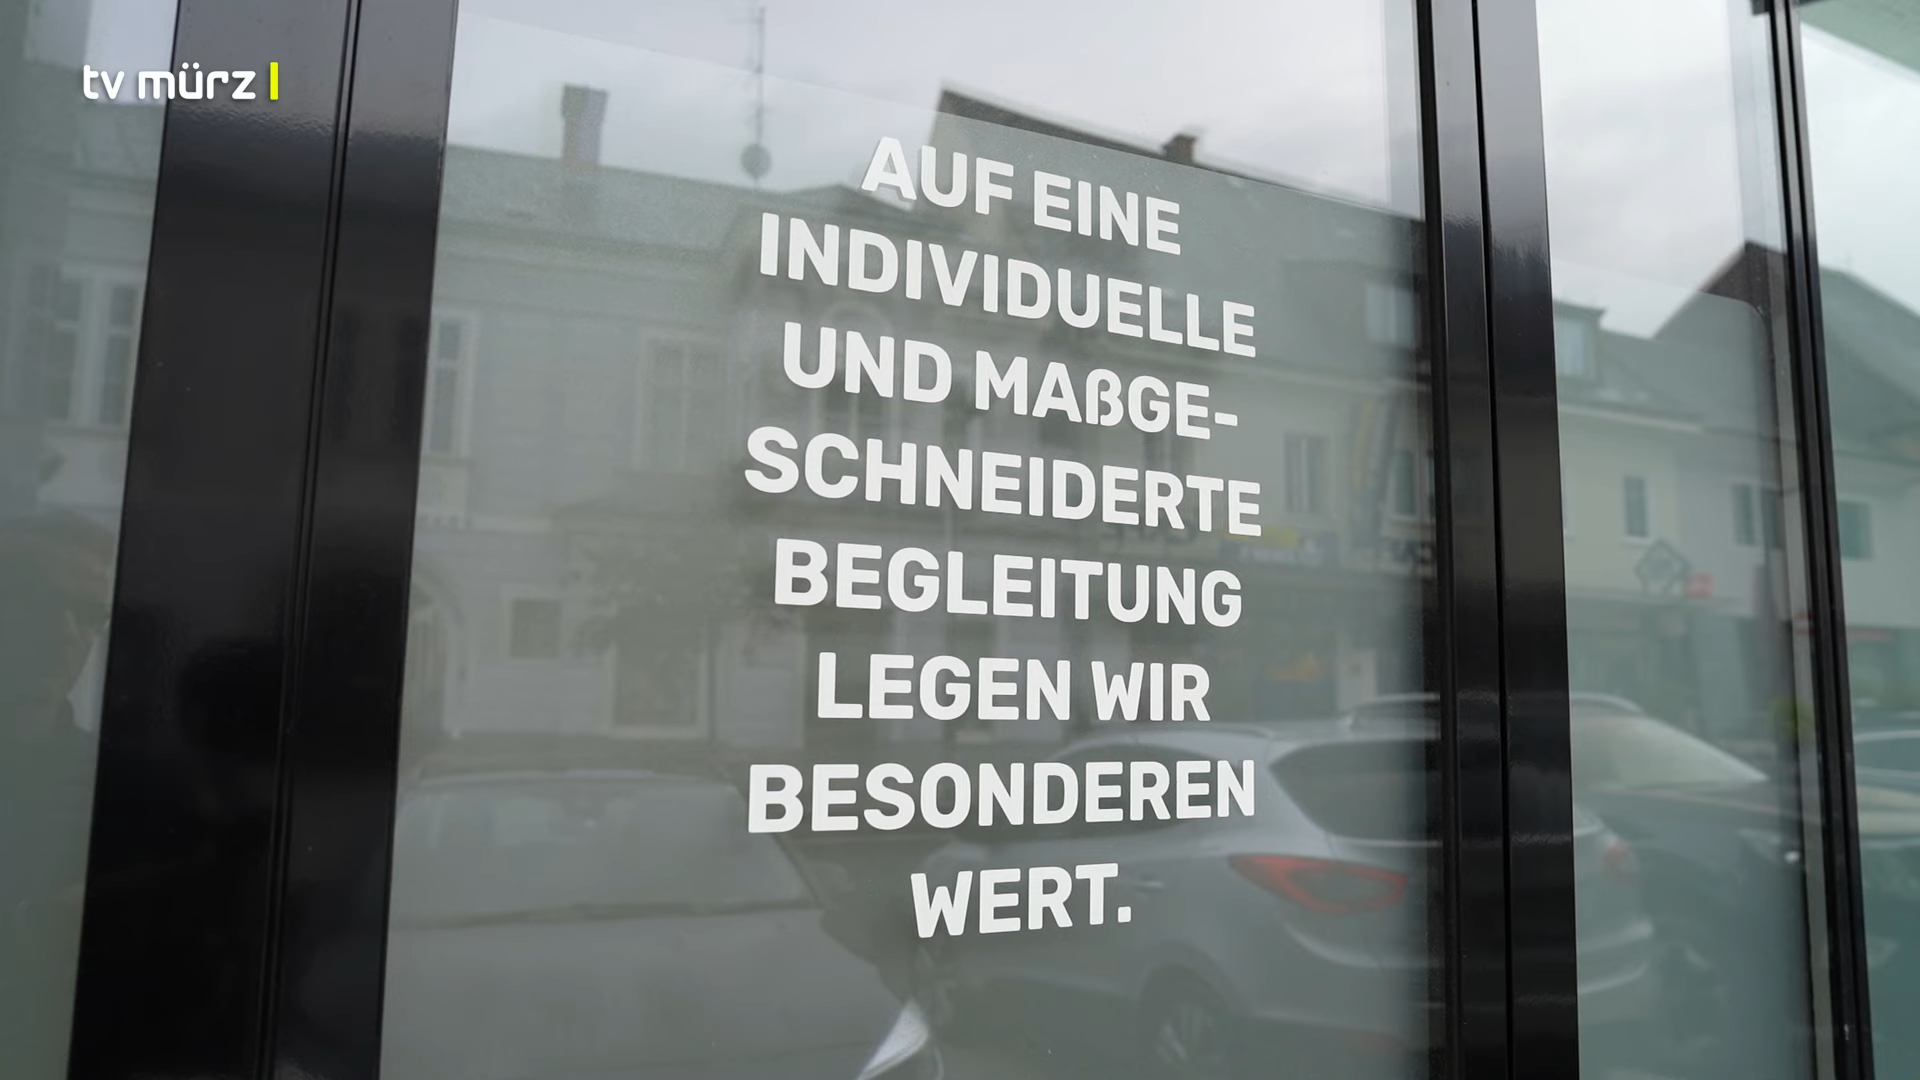 tv mürz
AUF EINE
INDIVIDUELLE
UND MAßGE-
SCHNEIDERTE
BEGLEITUNG
LEGEN WIR
BESONDEREN
WERT.